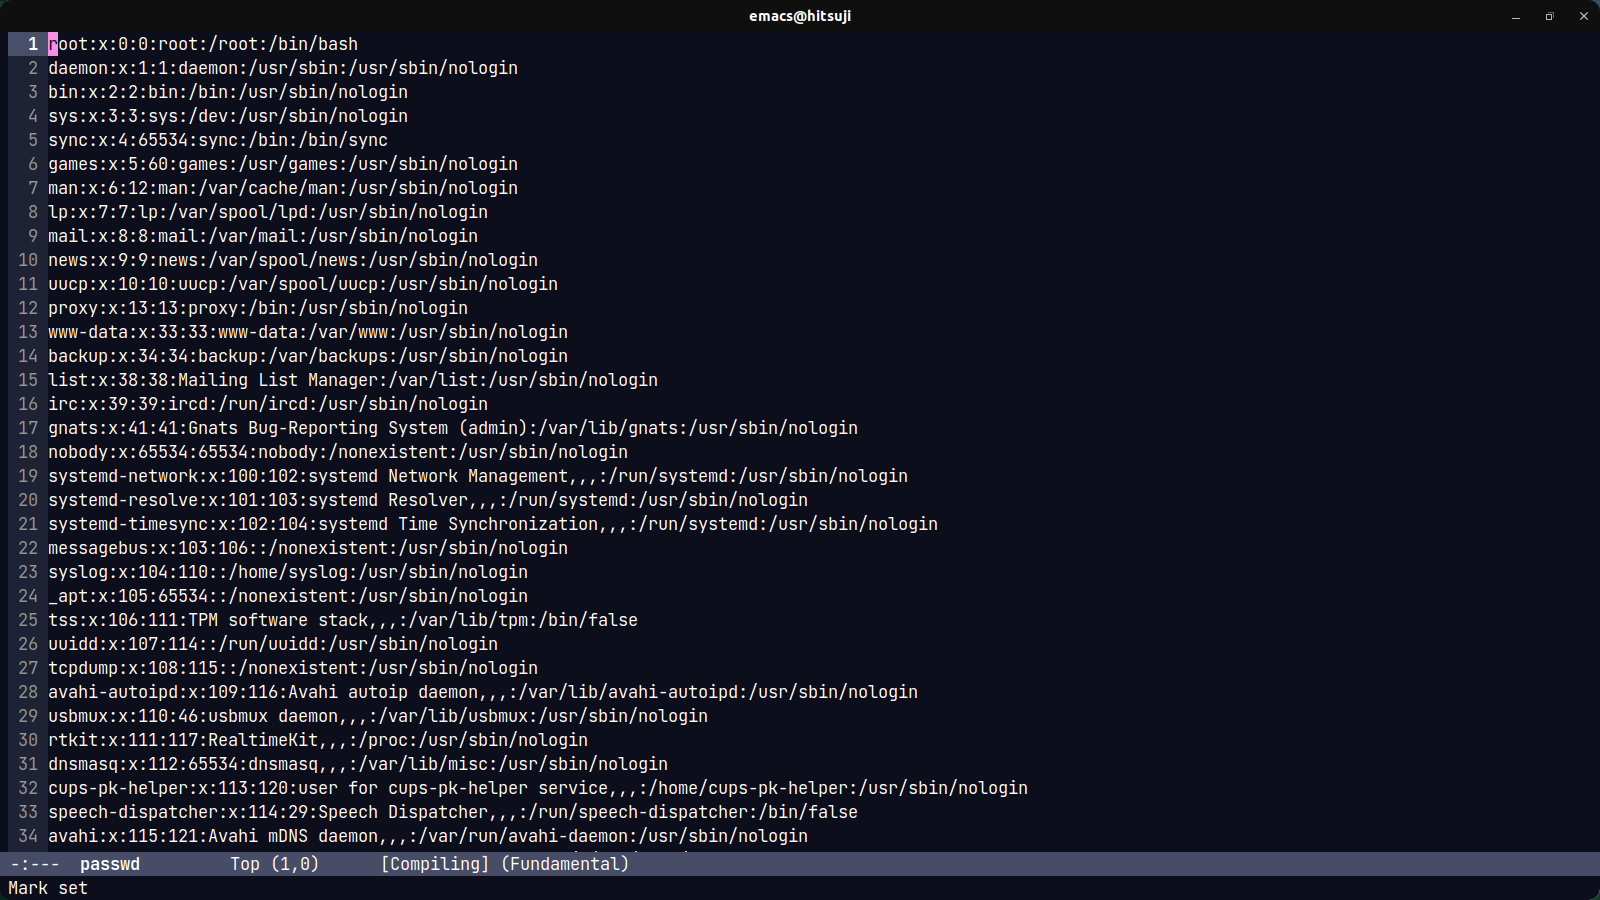 emacs@hitsuji
1 root:x:0:0:root:/root:/bin/bash
2 daemon:x:1:1:daemon:/usr/sbin:/usr/sbin/nologin
3 bin:x:2:2:bin:/bin:/usr/sbin/nologin
4 sys:x:3:3:sys:/dev:/usr/sbin/nologin
5 sync:x:4:65534:sync:/bin:/bin/sync
6 games:x:5:60:games:/usr/games:/usr/sbin/nologin
7 man:x:6:12:man:/var/cache/man:/usr/sbin/nologin
8 lp:x:7:7:lp:/var/spool/lpd:/usr/sbin/nologin
9 mail:x:8:8:mail:/var/mail:/usr/sbin/nologin
10 news:x:9:9:news:/var/spool/news:/usr/sbin/nologin
11 uucp:x:10:10:uucp:/var/spool/uucp:/usr/sbin/nologin
12 proxy:x:13:13:proxy:/bin:/usr/sbin/nologin
13 www-data:x:33:33:www-data:/var/www:/usr/sbin/nologin
14 backup:x:34:34:backup:/var/backups:/usr/sbin/nologin
15 list:x:38:38:Mailing List Manager:/var/list:/usr/sbin/nologin
16 irc:x:39:39:ircd:/run/ircd:/usr/sbin/nologin
17 gnats:x:41:41:Gnats Bug-Reporting System (admin):/var/lib/gnats:/usr/sbin/nologin
18 nobody:x:65534:65534:nobody:/nonexistent:/usr/sbin/nologin
19 systemd-network:x:100:102:systemd Network Management,,,:/run/systemd:/usr/sbin/nologin
20 systemd-resolve:x:101:103:systemd Resolver,,,:/run/systemd:/usr/sbin/nologin
21 systemd-timesync:x:102:104:systemd Time Synchronization,,,:/run/systemd:/usr/sbin/nologin
22 messagebus:x:103:106::/nonexistent:/usr/sbin/nologin
23 syslog:x:104:110::/home/syslog:/usr/sbin/nologin
24 _apt:x:105:65534::/nonexistent:/usr/sbin/nologin
25 tss:x:106:111:TPM software stack,,,:/var/lib/tpm:/bin/false
26 uuidd:x:107:114::/run/uuidd:/usr/sbin/nologin
27 tcpdump:x:108:115::/nonexistent:/usr/sbin/nologin
28 avahi-autoipd:x:109:116:Avahi autoip daemon,,,:/var/lib/avahi-autoipd:/usr/sbin/nologin
29 usbmux:x:110:46:usbmux daemon,,,:/var/lib/usbmux:/usr/sbin/nologin
30 rtkit:x:111:117:RealtimeKit,,,:/proc:/usr/sbin/nologin
31 dnsmasq:x:112:65534:dnsmasq,,,:/var/lib/misc:/usr/sbin/nologin
32 cups-pk-helper:x:113:120:user for cups-pk-helper service,,,:/home/cups-pk-helper:/usr/sbin/nologin
33 speech-dispatcher:x:114:29:Speech Dispatcher,,,:/run/speech-dispatcher:/bin/false
34 avahi:x:115:121:Avahi mDNS daemon,,,:/var/run/avahi-daemon:/usr/sbin/nologin
-:--- passwd Top (1,0) [Compiling] (Fundamental)
Mark set